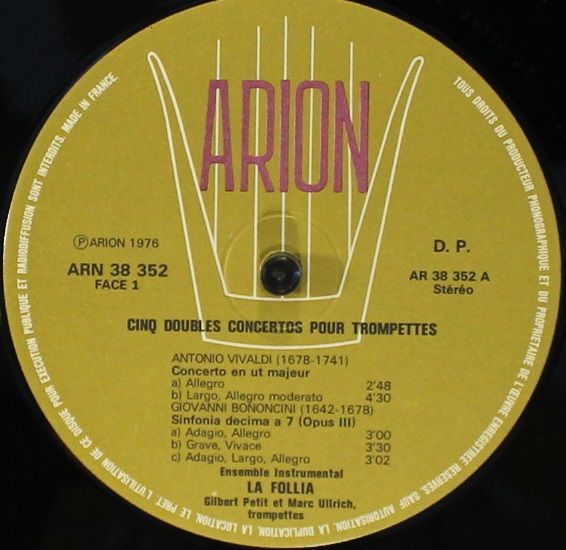 ARION
Ⓟ ARION 1976
ARN 38 352
FACE 1
D. P.
AR 38 352 A
Stéréo
CINQ DOUBLES CONCERTOS POUR TROMPETTES
ANTONIO VIVALDI (1678-1741)
Concerto en ut majeur
a) Allegro 2'48
b) Largo, Allegro moderato 4'30
GIOVANNI BONONCINI (1642-1678)
Sinfonia decima a 7 (Opus III)
a) Adagio, Allegro 3'00
b) Grave, Vivace 3'30
c) Adagio, Largo, Allegro 3'02
Ensemble Instrumental
LA FOLLIA
Gilbert Petit et Marc Ullrich,
trompettes
TOUS DROITS DU PRODUCTEUR PHONOGRAPHIQUE ET DU PROPRIETAIRE DE L'ŒUVRE ENREGISTREE RESERVES. SAUF AUTORISATION, LA DUPLICATION, LA LOCATION, LE PRET, L'UTILISATION DE CE DISQUE POUR EXECUTION PUBLIQUE ET RADIODIFFUSION SONT INTERDITS. MADE IN FRANCE.